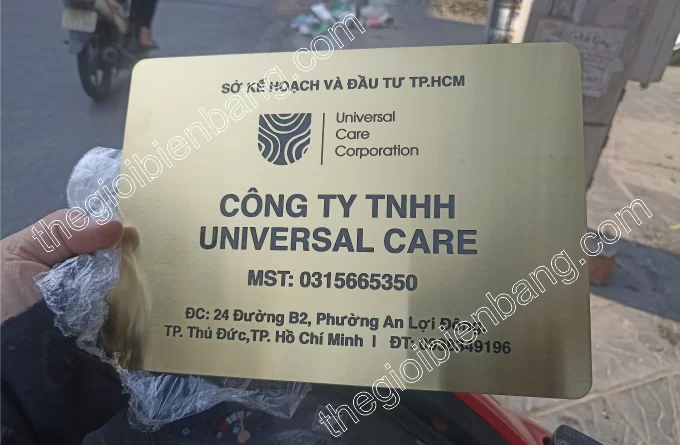 SỞ KẾ HOẠCH VÀ ĐẦU TƯ TP.HCM
Universal
Care
Corporation
CÔNG TY TNHH
UNIVERSAL CARE
MST: 0315665350
ĐC: 24 Đường B2, Phường An Lợi Đông,
TP. Thủ Đức,TP. Hồ Chí Minh | ĐT:
thegioibienbang.com
thegioibienbang.com
thegioibienbang.com